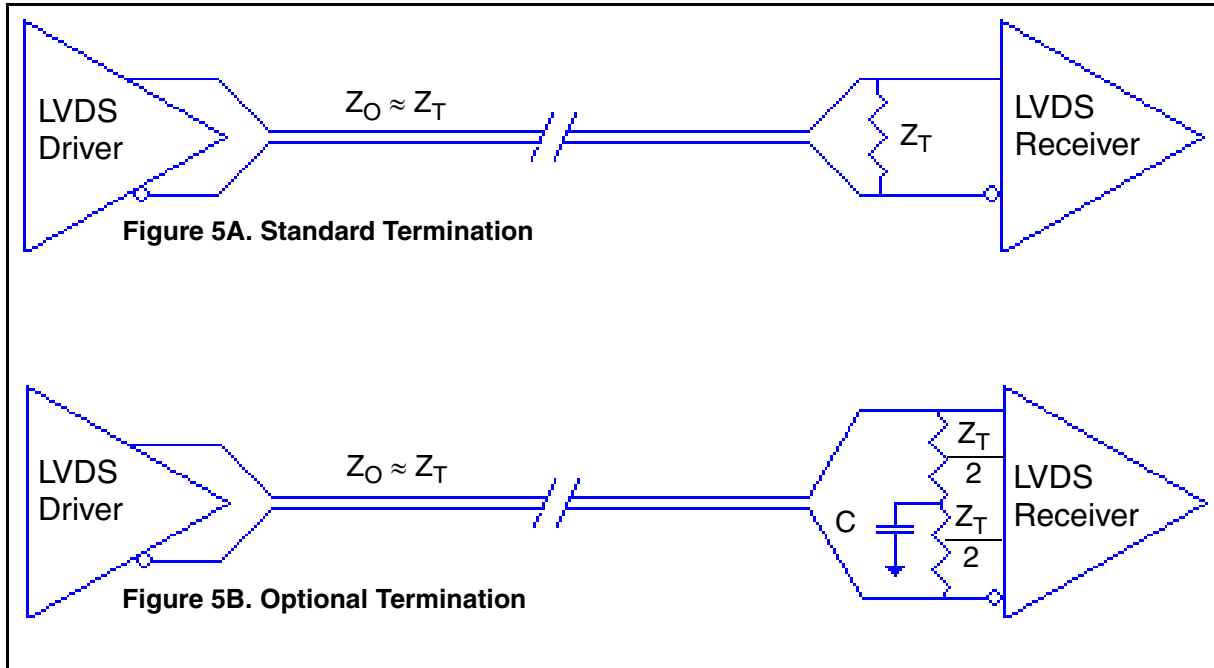 LVDS
Driver
Z_O ≈ Z_T
Z_T
LVDS
Receiver
Figure 5A. Standard Termination
LVDS
Driver
Z_O ≈ Z_T
C
Z_T
2
Z_T
2
LVDS
Receiver
Figure 5B. Optional Termination